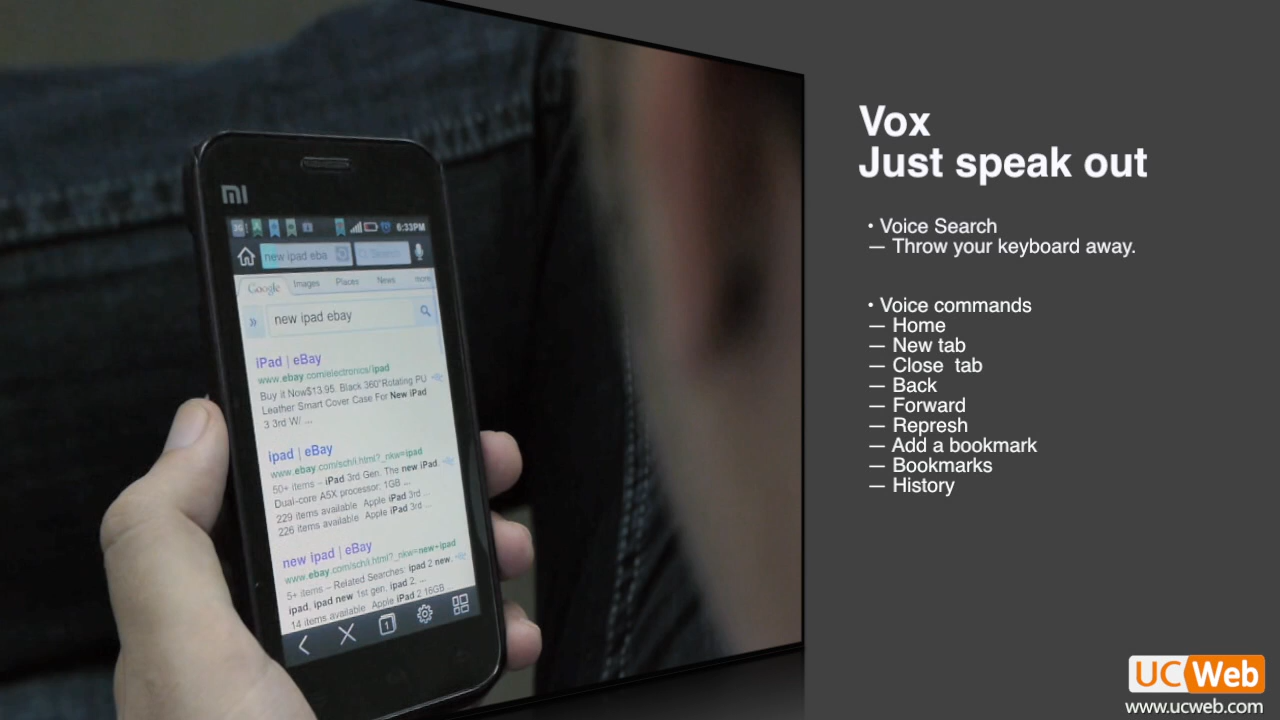 mi
6:33PM
new ipad eba
Search
Google Images Places News more
» new ipad ebay
iPad | eBay
www.ebay.com/electronics/ipad
Buy it Now$13.95. Black 360°Rotating PU
Leather Smart Cover Case For New iPad
3 3rd W/ ...
ipad | eBay
www.ebay.com/sch/i.html?_nkw=ipad
50+ items – iPad 3rd Gen. The new iPad.
Dual-core A5X processor; 1GB ...
229 items available Apple iPad 3rd ...
226 items available Apple iPad 3rd ...
new ipad | eBay
www.ebay.com/sch/i.html?_nkw=new+ipad
5+ items – Related Searches: ipad 2 new,
ipad, ipad new 1st gen, ipad 2, ...
14 items available Apple iPad 2 16GB
1
Vox
Just speak out
• Voice Search
— Throw your keyboard away.
• Voice commands
— Home
— New tab
— Close tab
— Back
— Forward
— Represh
— Add a bookmark
— Bookmarks
— History
UC Web
www.ucweb.com